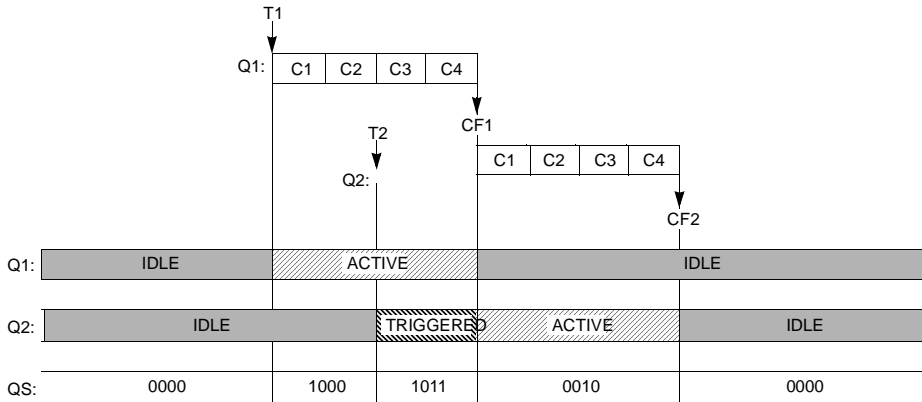 T1
Q1: C1 C2 C3 C4
CF1
T2
C1 C2 C3 C4
Q2:
CF2
Q1: IDLE ACTIVE IDLE
Q2: IDLE TRIGGERED ACTIVE IDLE
QS: 0000 1000 1011 0010 0000